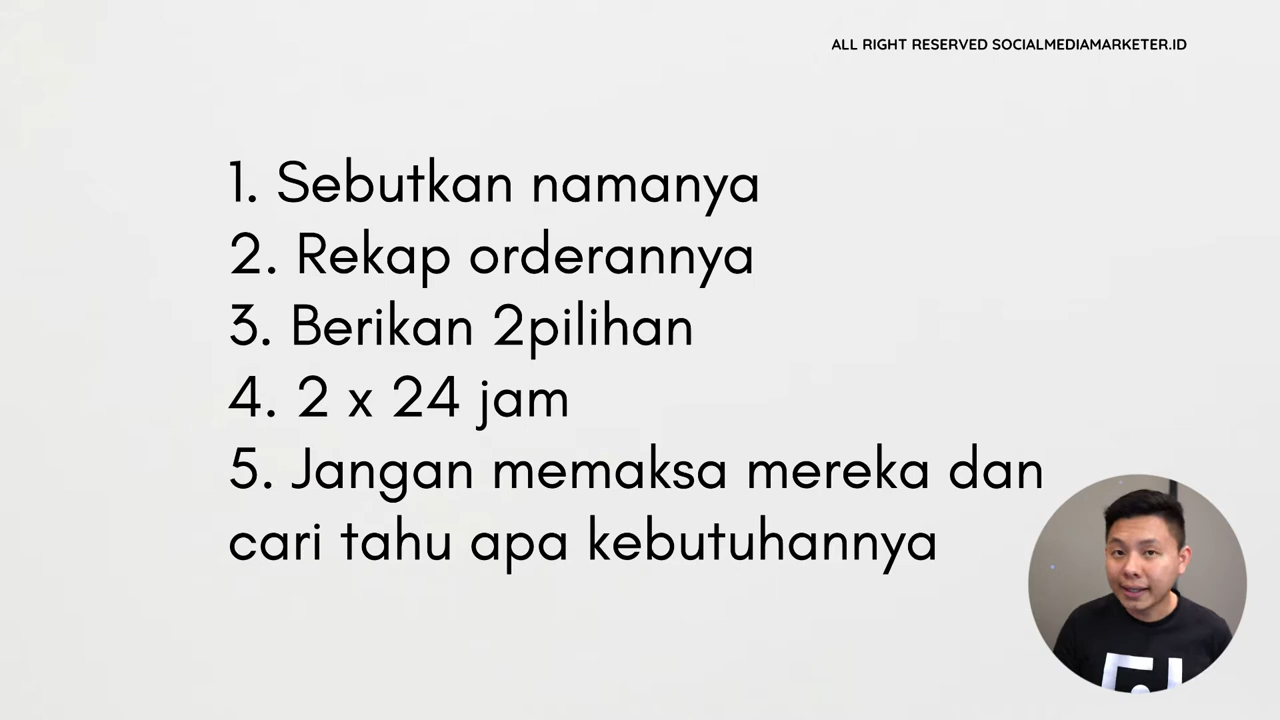 ALL RIGHT RESERVED SOCIALMEDIAMARKETER.ID
1. Sebutkan namanya
2. Rekap orderannya
3. Berikan 2pilihan
4. 2 x 24 jam
5. Jangan memaksa mereka dan
cari tahu apa kebutuhannya